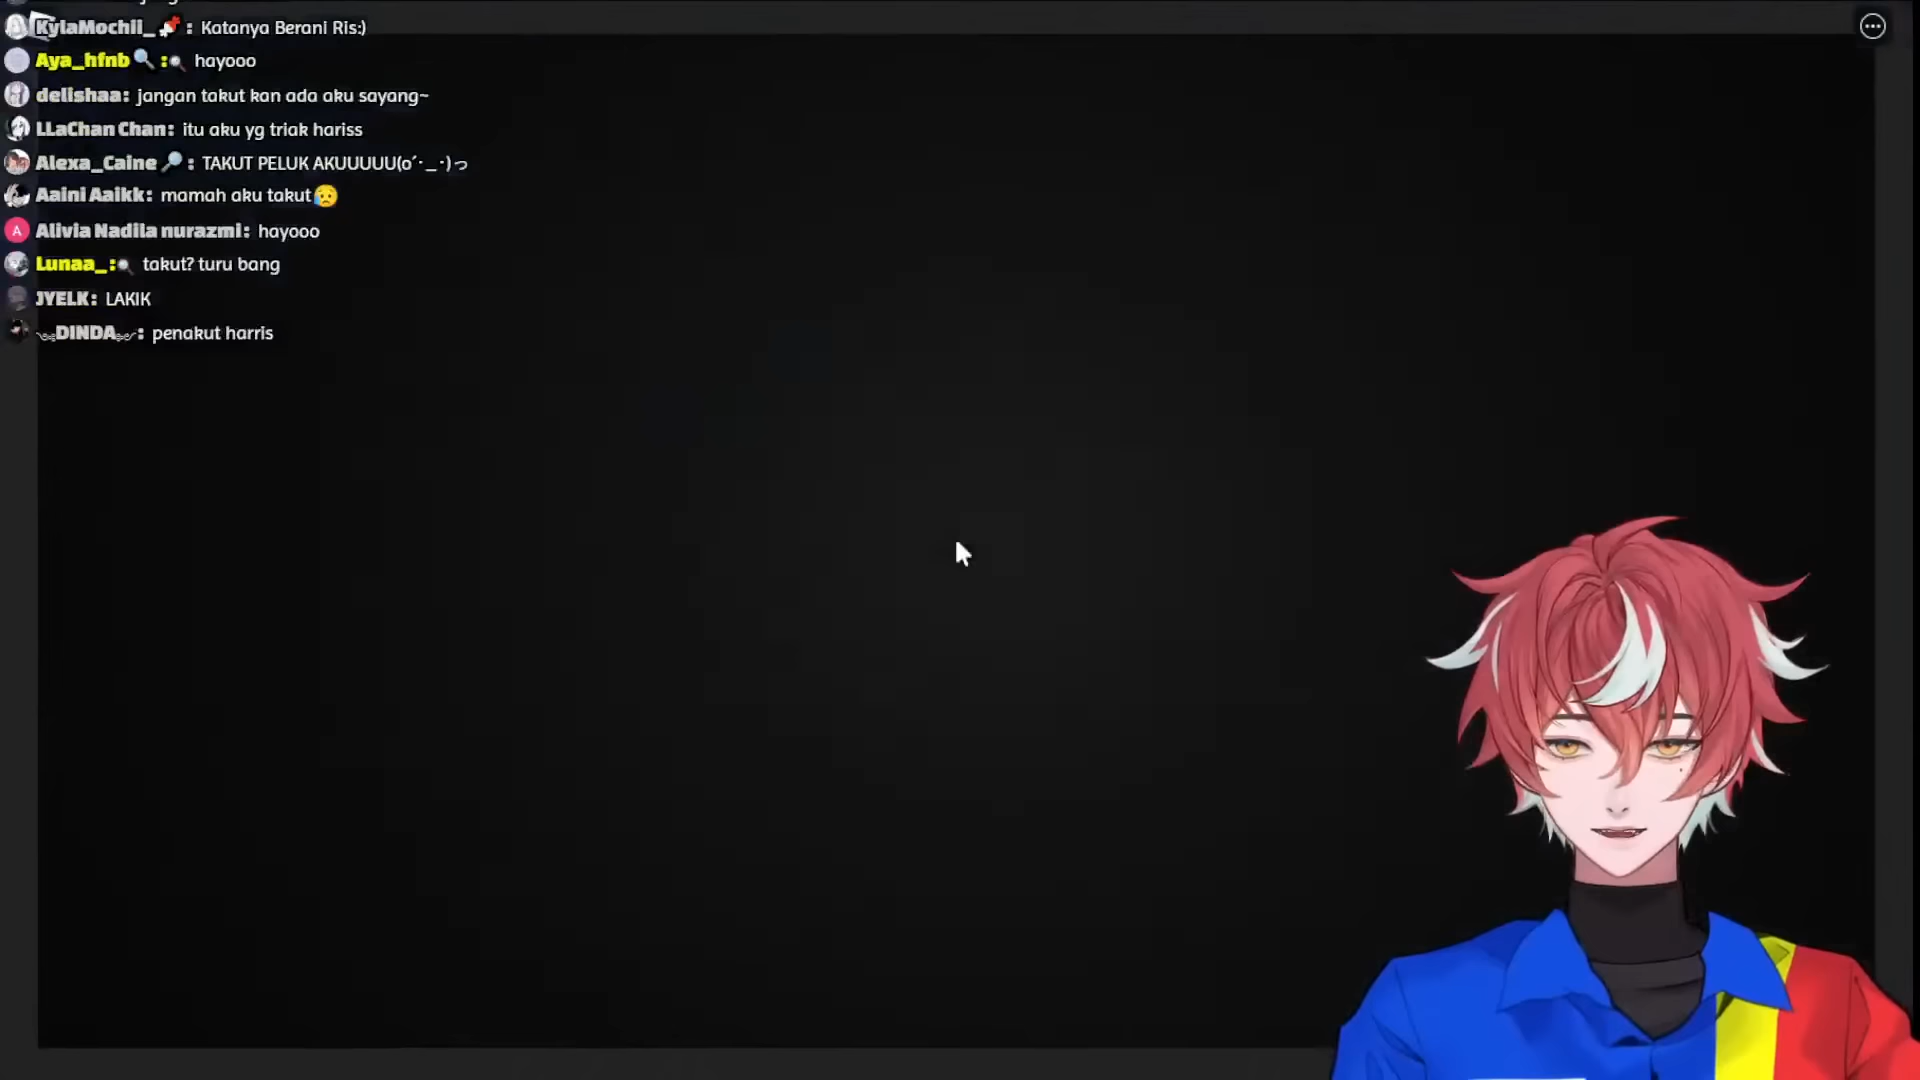 KylaMochii_📌: Katanya Berani Ris:)
Aya_hfnb🔍: hayooo
delishaa: jangan takut kan ada aku sayang~
LLaChan Chan: itu aku yg triak hariss
Alexa_Caine🔎: TAKUT PELUK AKUUUUU(o´･_･)っ
Aaini Aaikk: mamah aku takut😥
A Alivia Nadila nurazmi: hayooo
Lunaa_: takut? turu bang
JYELK: LAKIK
DINDA: penakut harris